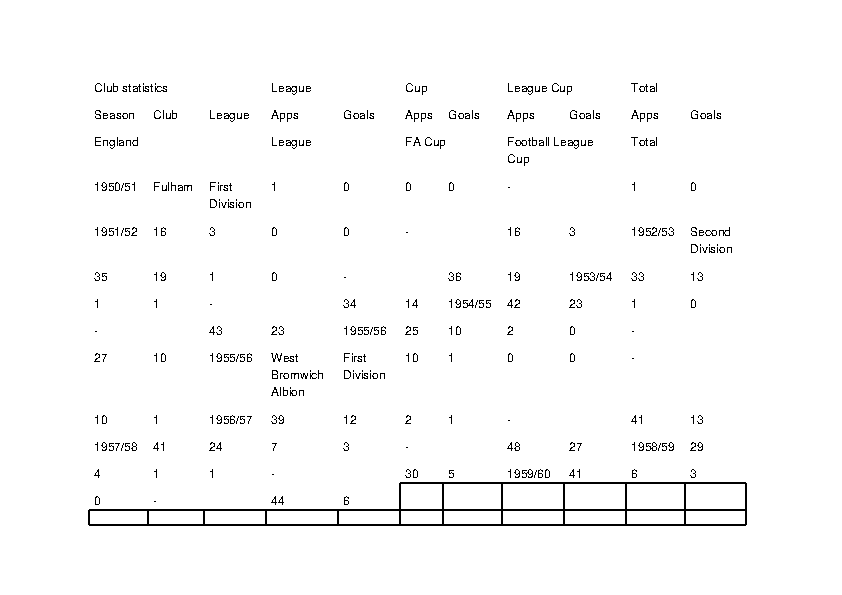 Club statistics League Cup League Cup Total
Season Club League Apps Goals Apps Goals Apps Goals Apps Goals
England League FA Cup Football League Total
Cup
1950/51 Fulham First 1 0 0 0 - 1 0
Division
1951/52 16 3 0 0 - 16 3 1952/53 Second
Division
35 19 1 0 - 36 19 1953/54 33 13
1 1 - 34 14 1954/55 42 23 1 0
- 43 23 1955/56 25 10 2 0 -
27 10 1955/56 West First 10 1 0 0 -
Bromwich Division
Albion
10 1 1956/57 39 12 2 1 - 41 13
1957/58 41 24 7 3 - 48 27 1958/59 29
4 1 1 - 30 5 1959/60 41 6 3
0 - 44 6